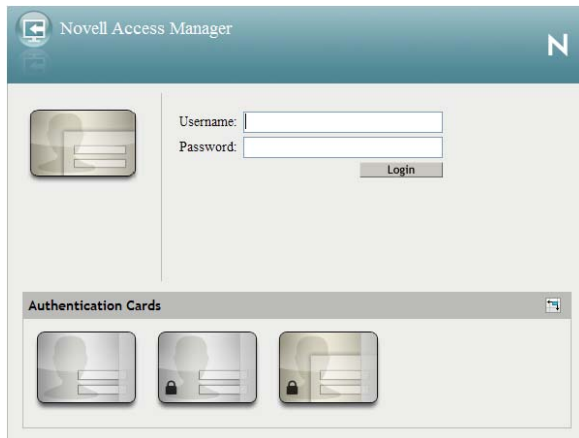 Novell Access Manager
N
Username:
Password:
Login
Authentication Cards